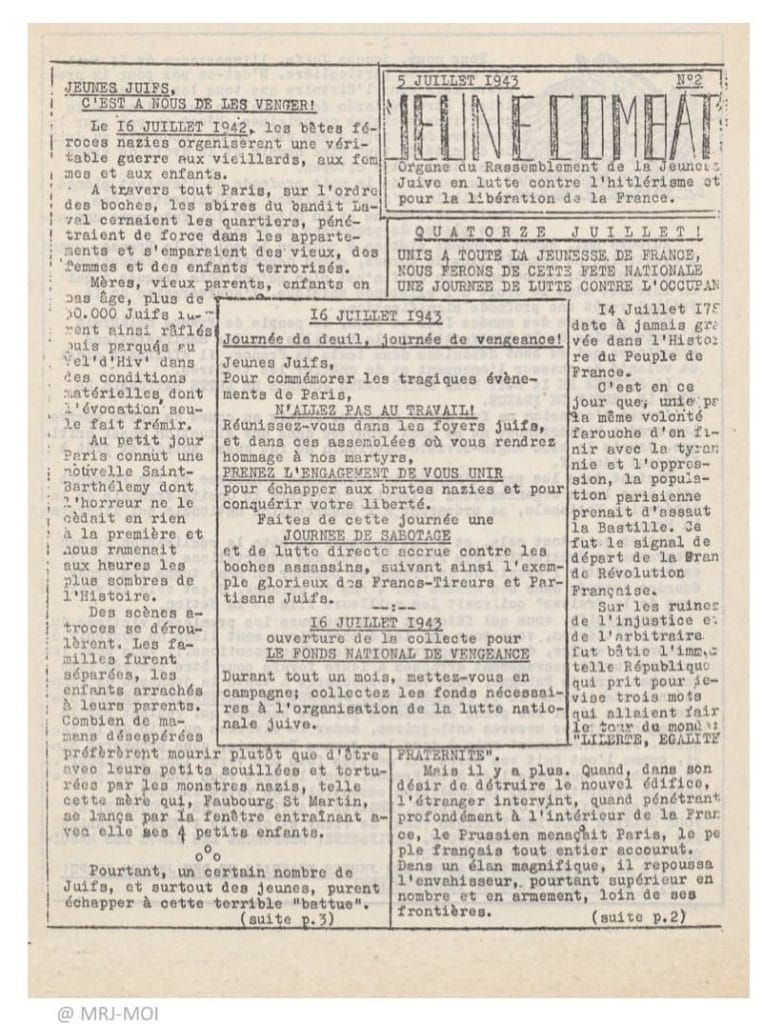 JEUNES JUIFS,
C'EST A NOUS DE LES VENGER!
Le 16 JUILLET 1942, les bêtes fé-
roces nazies organisèrent une véri-
table guerre aux vieillards, aux fem
mes et aux enfants.
A travers tout Paris, sur l'ordre
des boches, les sbires du bandit La-
val cernaient les quartiers, péné-
traient de force dans les apparte-
ments et s'emparaient des vieux, des
femmes et des enfants terrorisés.
Mères, vieux parents, enfants en
bas âge, plus de
.000 Juifs fu-
rent ainsi râflés
puis parqués au
Vel'd'Hiv' dans
des conditions
matérielles dont
l'évocation seu-
le fait frémir.
Au petit jour
Paris connut une
nouvelle Saint-
Barthélemy dont
l'horreur ne le
cèdait en rien
à la première et
nous ramenait
aux heures les
plus sombres de
l'Histoire.
Des scènes a-
troces se dérou-
lèrent. Les fa-
milles furent
séparées, les
enfants arrachés
à leurs parents.
Combien de ma-
mans désespérées
préférèrent mourir plutôt que d'être
avec leurs petits souillées et tortu-
rées par les monstres nazis, telle
cette mère qui, Faubourg St Martin,
se lança par la fenêtre entraînant a-
vec elle ses 4 petits enfants.
o°o
Pourtant, un certain nombre de
Juifs, et surtout des jeunes, purent
échapper à cette terrible "battue".
(suite p.3)
5 JUILLET 1943 N°2
JEUNE COMBAT
Organe du Rassemblement de la Jeuness
Juive en lutte contre l'hitlérisme et
pour la libération de la France.
QUATORZE JUILLET!
UNIS A TOUTE LA JEUNESSE DE FRANCE,
NOUS FERONS DE CETTE FETE NATIONALE
UNE JOURNEE DE LUTTE CONTRE L'OCCUPAN
16 JUILLET 1943
Journée de deuil, journée de vengeance!
Jeunes Juifs,
Pour commémorer les tragiques évène-
ments de Paris,
N'ALLEZ PAS AU TRAVAIL!
Réunissez-vous dans les foyers juifs,
et dans ces assemblées où vous rendrez
hommage à nos martyrs,
PRENEZ L'ENGAGEMENT DE VOUS UNIR
pour échapper aux brutes nazies et pour
conquérir votre liberté.
Faites de cette journée une
JOURNEE DE SABOTAGE
et de lutte directe accrue contre les
boches assassins, suivant ainsi l'exem-
ple glorieux des Francs-Tireurs et Par-
tisans Juifs.
--:--
16 JUILLET 1943
ouverture de la collecte pour
LE FONDS NATIONAL DE VENGEANCE
Durant tout un mois, mettez-vous en
campagne; collectez les fonds nécessai-
res à l'organisation de la lutte natio-
nale juive.
14 Juillet 178
date à jamais gra
vée dans l'Histoi
re du Peuple de
France.
C'est en ce
jour que, unie pa
la même volonté
farouche d'en fi-
nir avec la tyran
nie et l'oppres-
sion, la popula-
tion parisienne
prenait d'assaut
la Bastille. Ce
fut le signal de
départ de la Gran
de Révolution
Française.
Sur les ruines
de l'injustice et
de l'arbitraire
fut bâtie l'immor
telle République
qui prit pour de-
vise trois mots
qui allaient fair
le tour du monde:
"LIBERTE, EGALITE
FRATERNITE".
Mais il y a plus. Quand, dans son
désir de détruire le nouvel édifice,
l'étranger intervint, quand pénétrant
profondément à l'intérieur de la Fran
ce, le Prussien menaçait Paris, le pe
ple français tout entier accourut.
Dans un élan magnifique, il repoussa
l'envahisseur, pourtant supérieur en
nombre et en armement, loin de ses
frontières.
(suite p.2)
@ MRJ-MOI